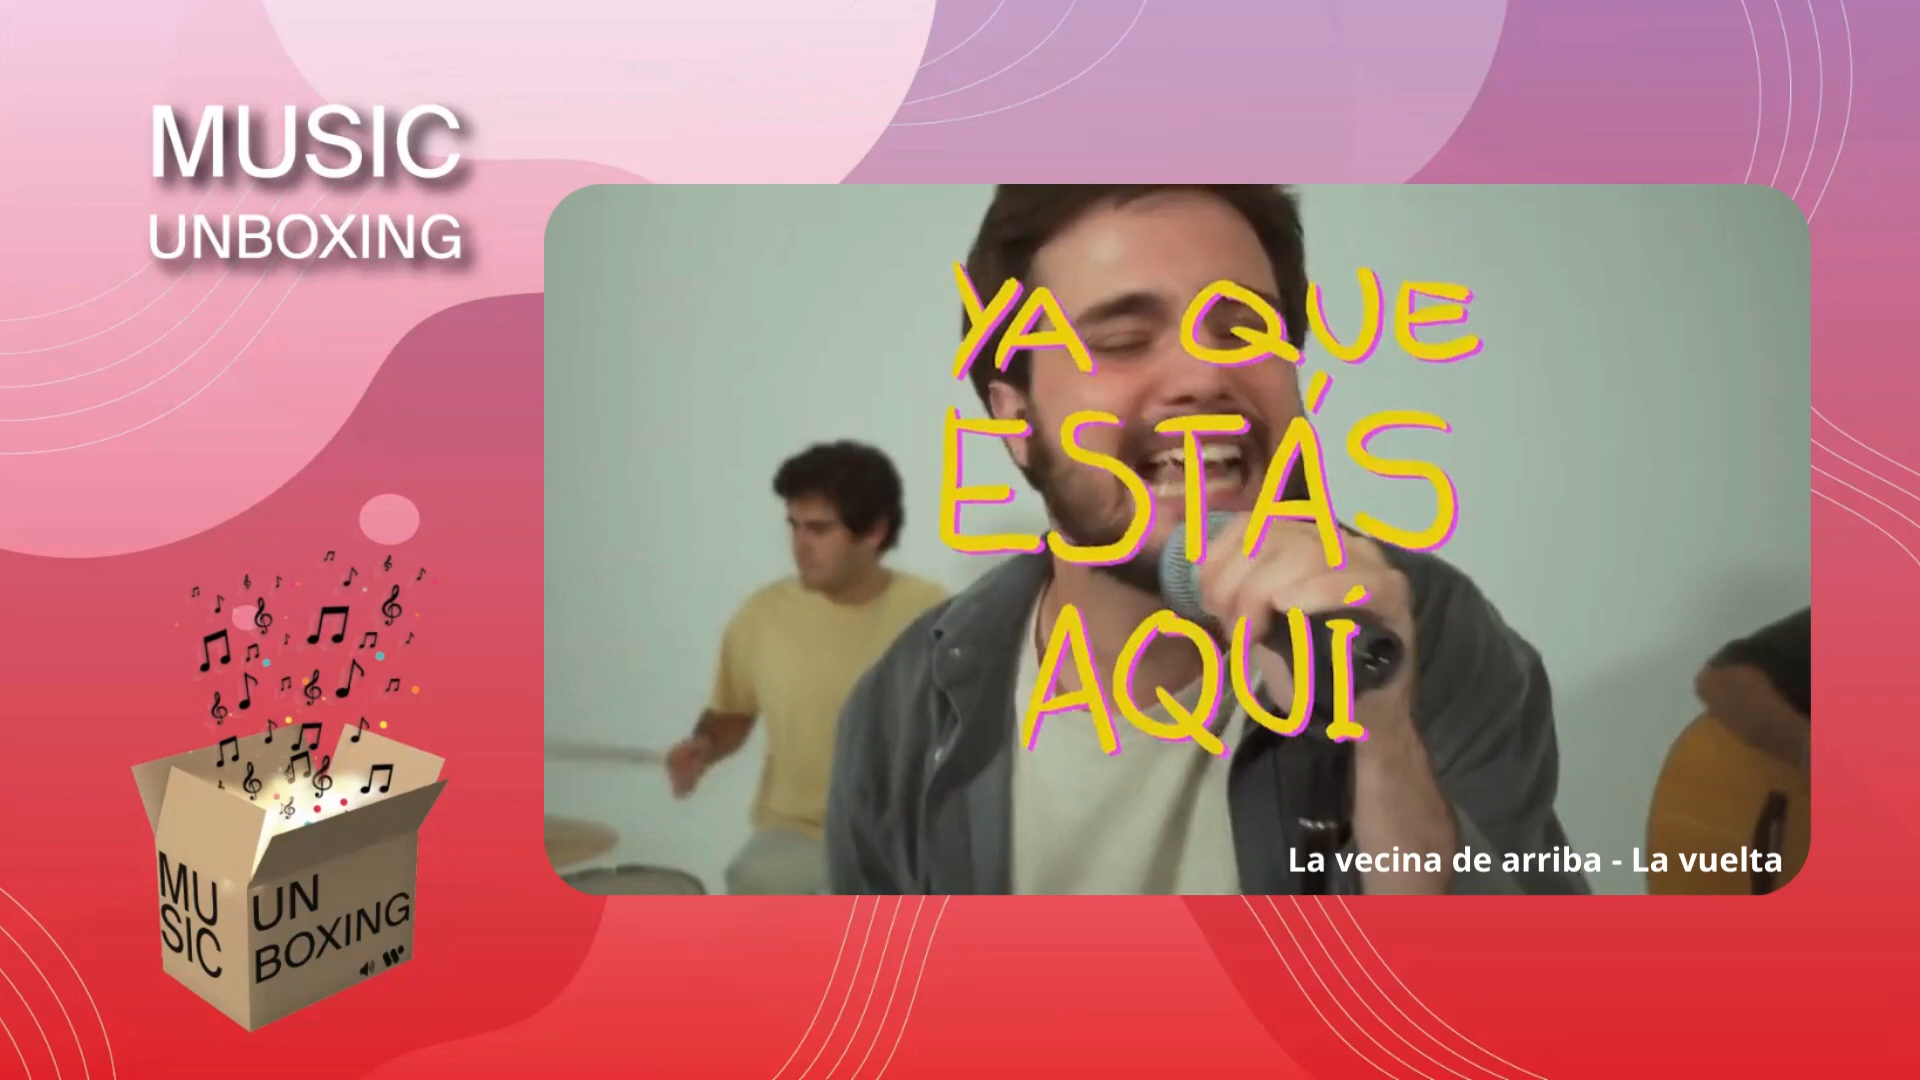 MUSIC
UNBOXING
YA QUE
ESTÁS
AQUÍ
La vecina de arriba - La vuelta
MU
SIC
UN
BOXING